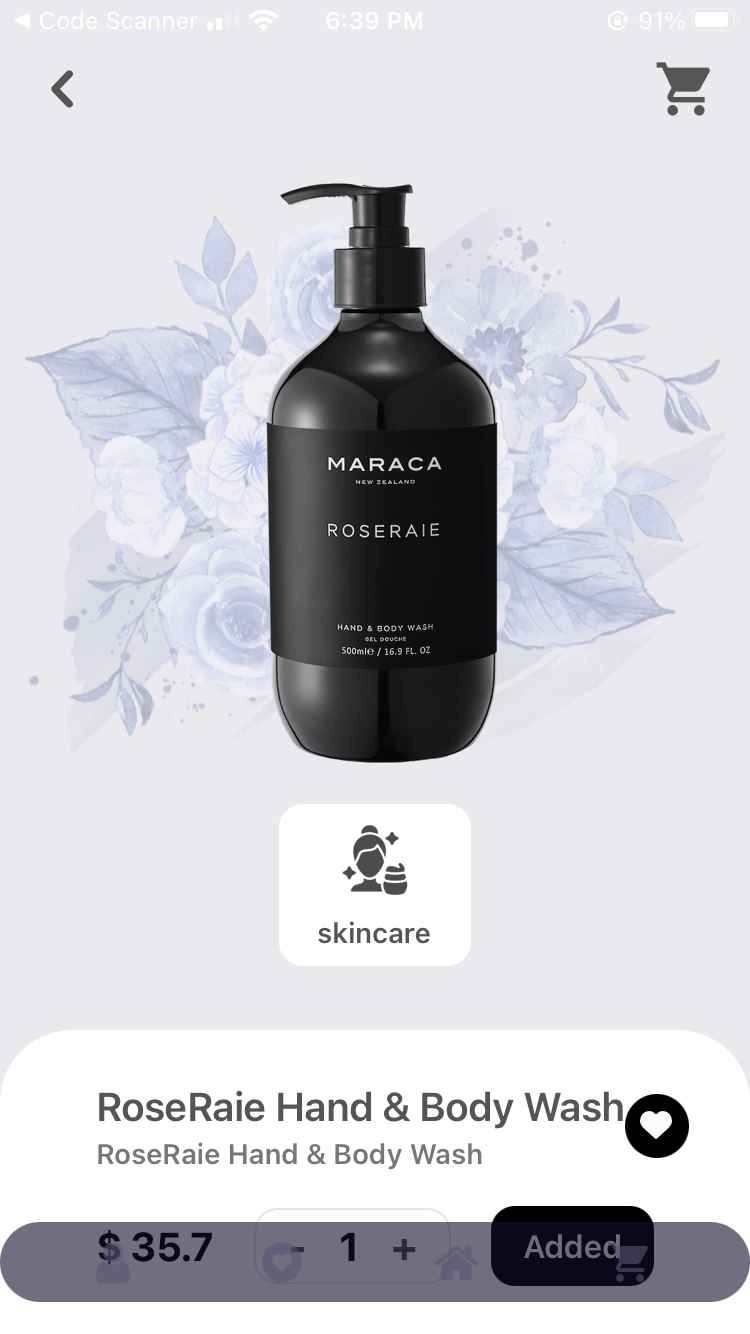 Code Scanner
6:39 PM
91%
MARACA
NEW ZEALAND
ROSERAIE
HAND & BODY WASH
GEL DOUCHE
500ml℮ / 16.9 FL. OZ
skincare
RoseRaie Hand & Body Wash
RoseRaie Hand & Body Wash
$ 35.7
- 1 +
Added